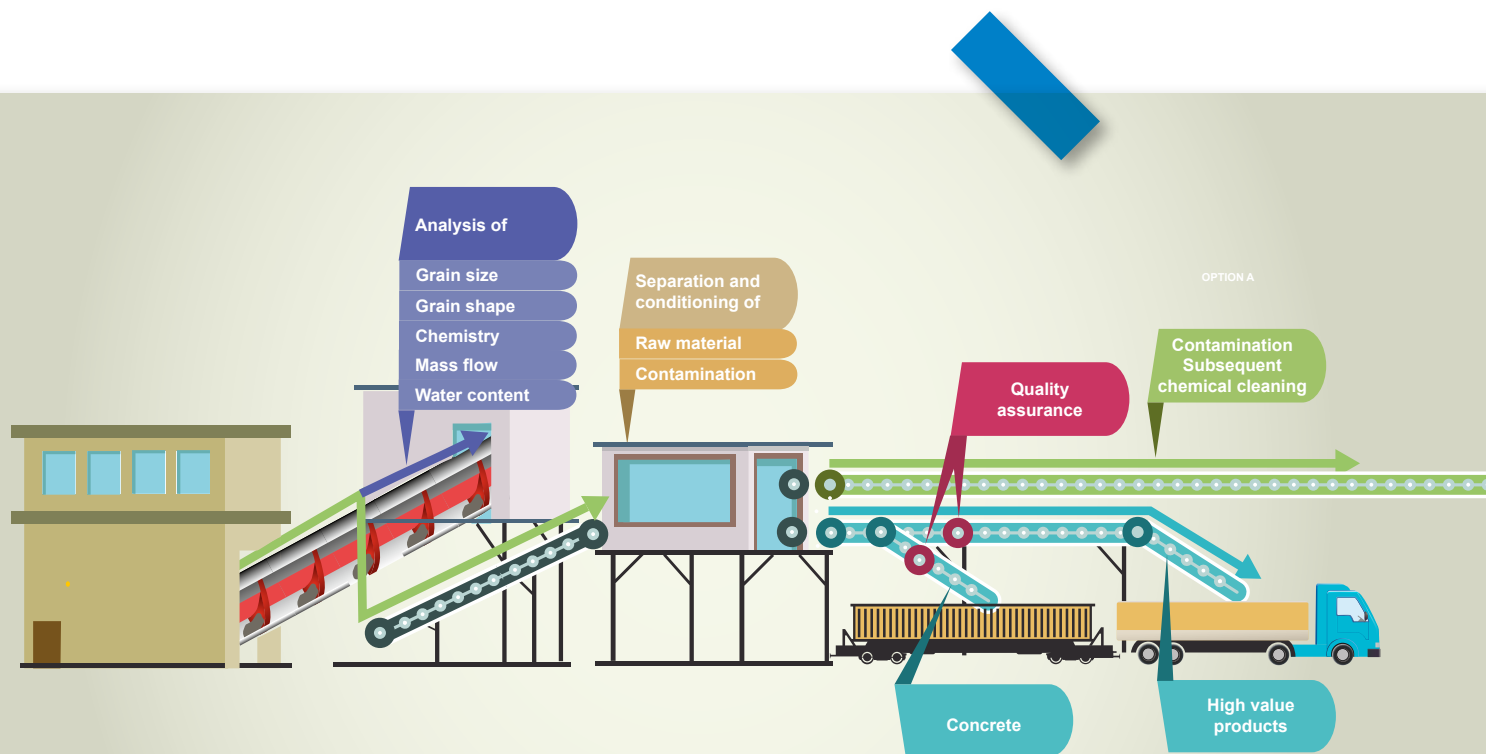 Analysis of
Grain size
Grain shape
Chemistry
Mass flow
Water content
Separation and
conditioning of
Raw material
Contamination
OPTION A
Quality
assurance
Contamination
Subsequent
chemical cleaning
Concrete
High value
products